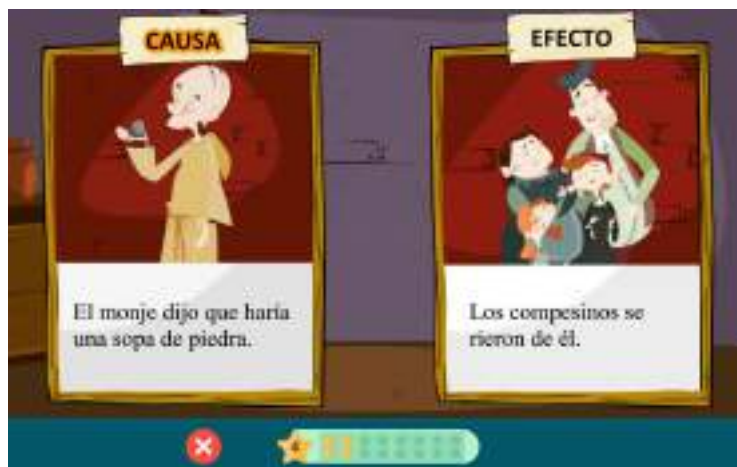 CAUSA
El monje dijo que haría
una sopa de piedra.
EFECTO
Los compesinos se
rieron de él.